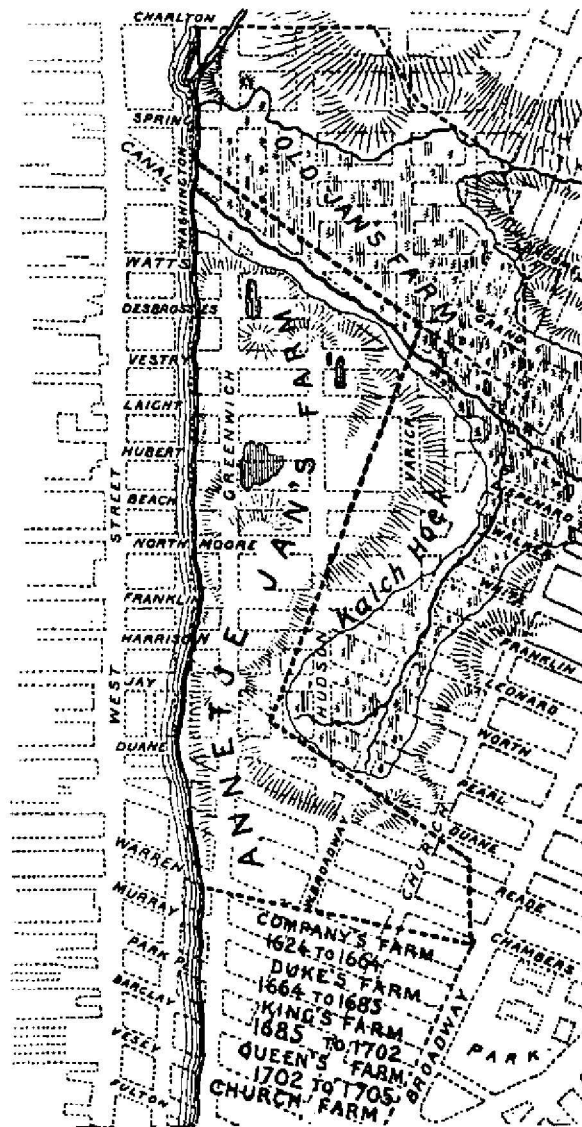 CHARLTON
SPRING
CANAL
WASHINGTON
WATTS
DESBROSSES
VESTRY
LAIGHT
HUBERT
BEACH
NORTH MOORE
FRANKLIN
HARRISON
JAY
DUANE
WARREN
MURRAY
PARK P.
BARCLAY
VESEY
FULTON
WEST STREET
GREENWICH
OLD JAN'S FARM
ANNETJE JAN'S FARM
VARICK
HUDSON
Kalch Hoek
GRAND
LISPENARD
WALKER
WHITE
FRANKLIN
LEONARD
WORTH
PEARL
DUANE
READE
CHAMBERS
W. BROADWAY
CHURCH
BROADWAY
PARK
COMPANY'S FARM
1624 TO 1664
DUKE'S FARM
1664 TO 1685
KING'S FARM
1685 TO 1702
QUEEN'S FARM
1702 TO 1705
CHURCH FARM!